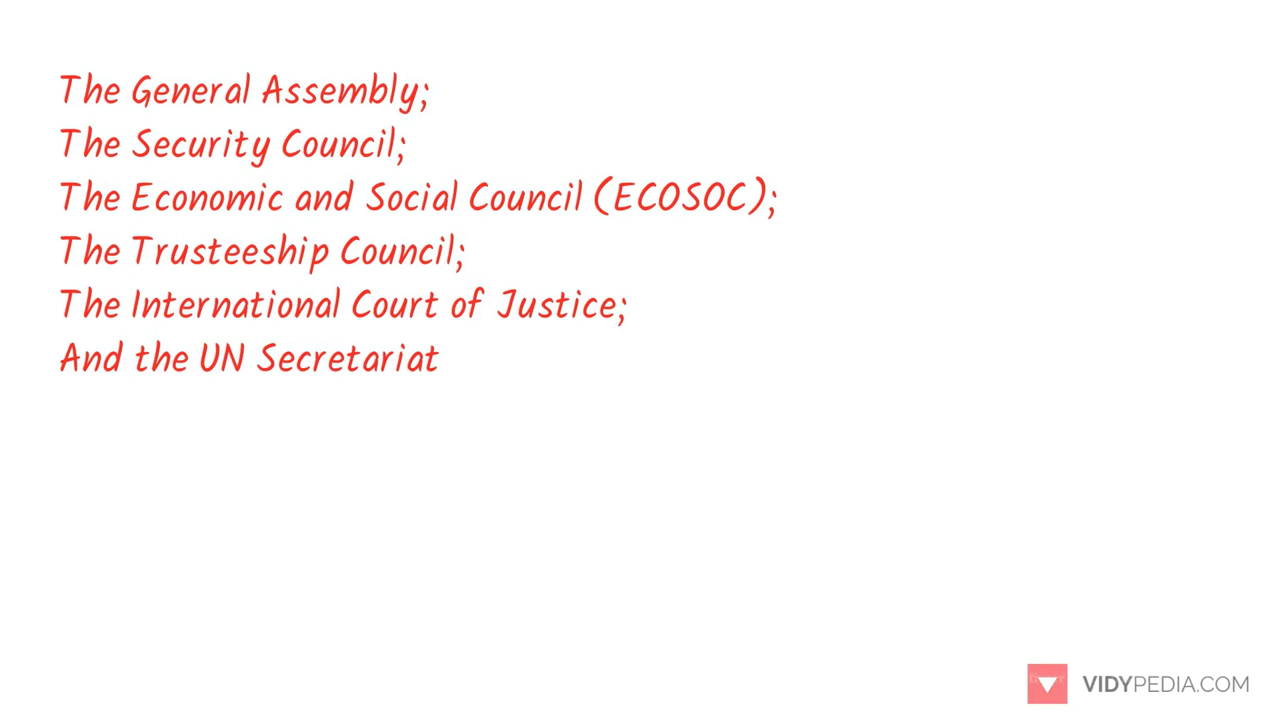 The General Assembly;
The Security Council;
The Economic and Social Council (ECOSOC);
The Trusteeship Council;
The International Court of Justice;
And the UN Secretariat
VIDYPEDIA.COM